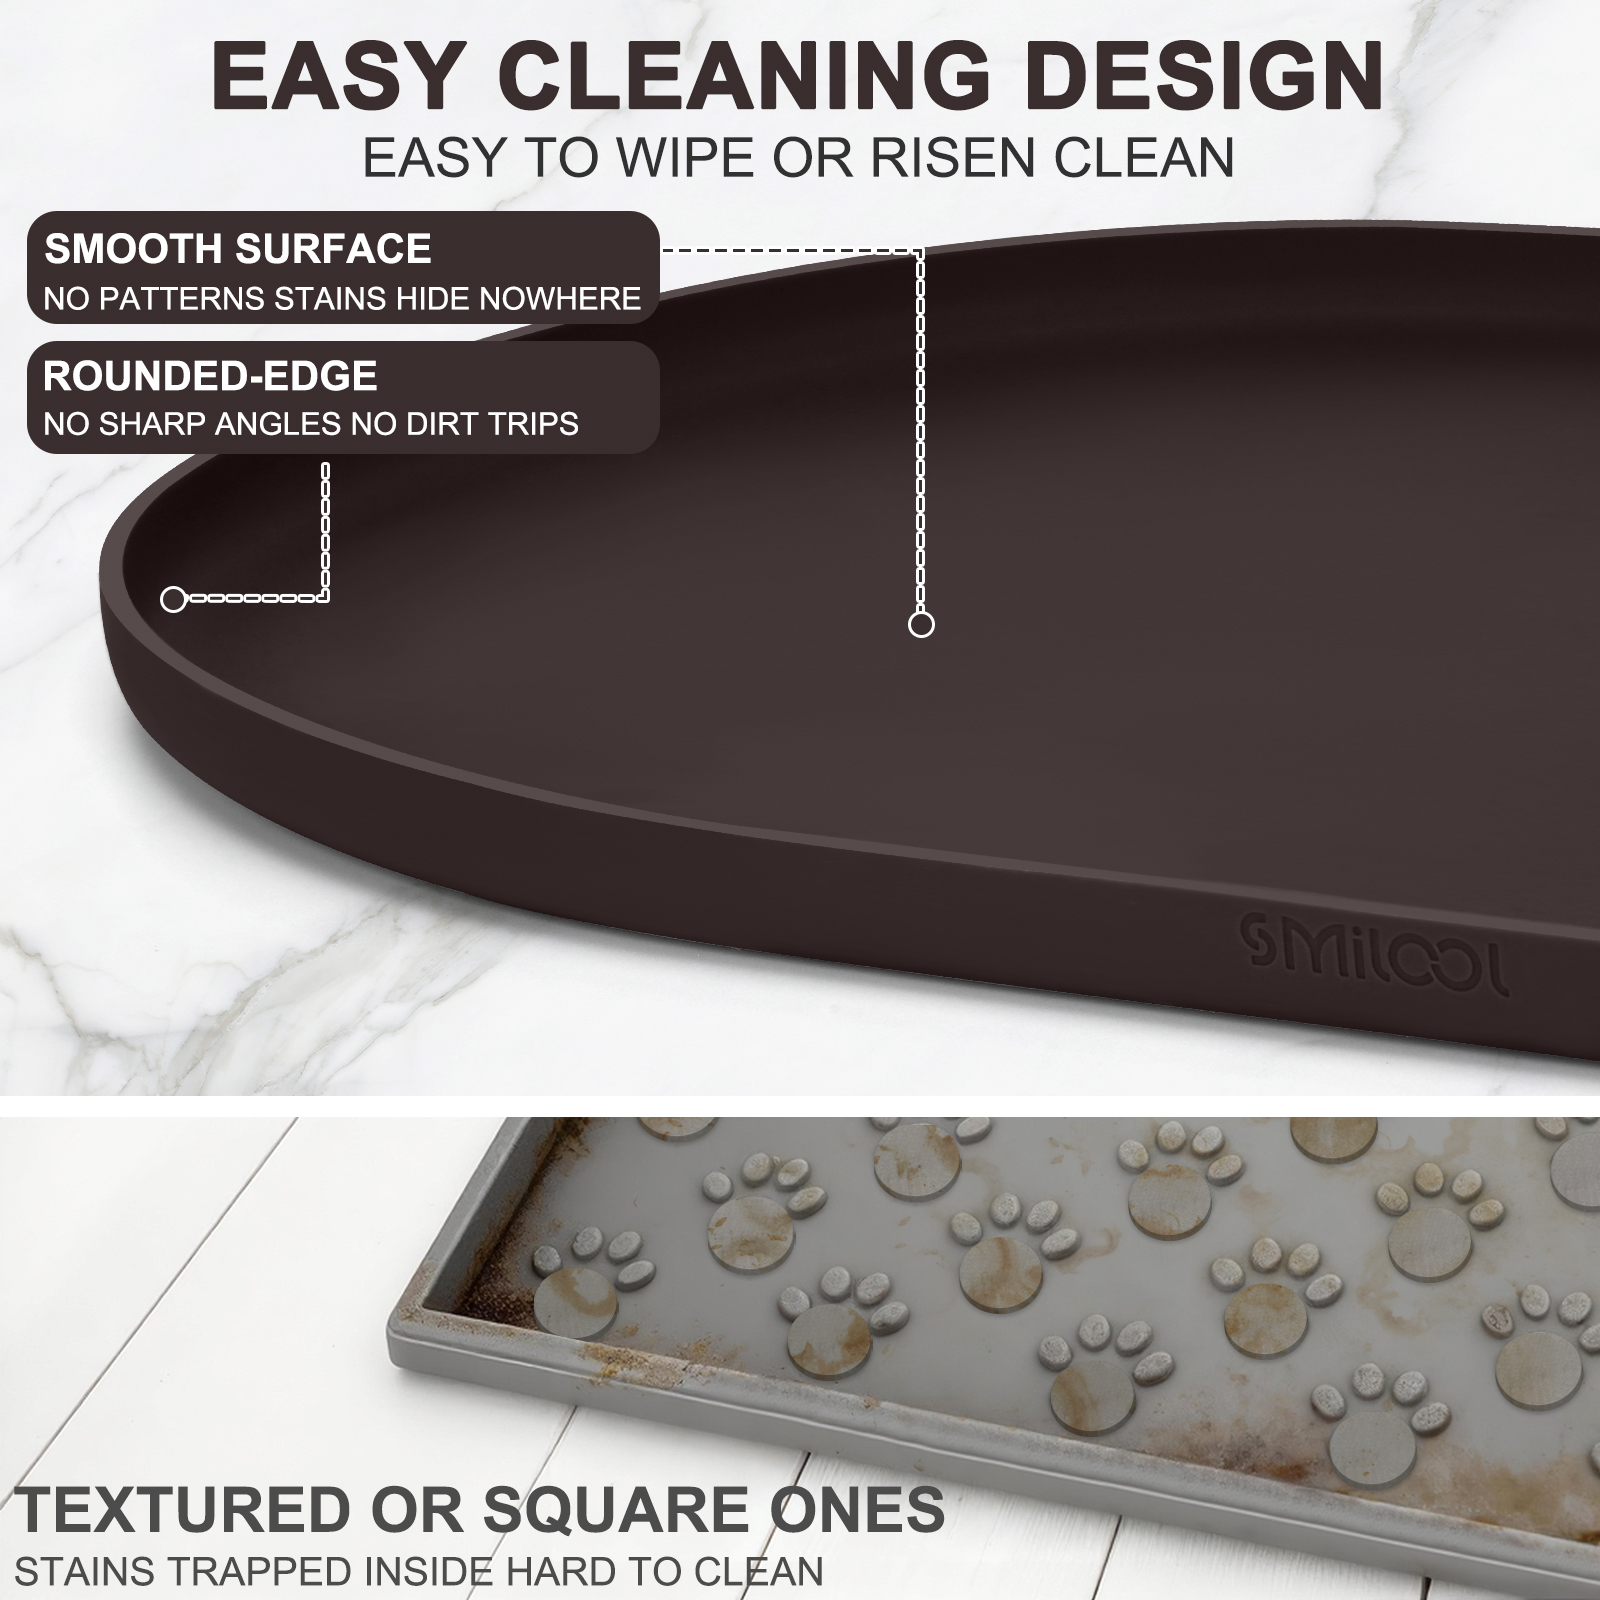 EASY CLEANING DESIGN
EASY TO WIPE OR RISEN CLEAN
SMOOTH SURFACE
NO PATTERNS STAINS HIDE NOWHERE
ROUNDED-EDGE
NO SHARP ANGLES NO DIRT TRIPS
SMilOOl
TEXTURED OR SQUARE ONES
STAINS TRAPPED INSIDE HARD TO CLEAN